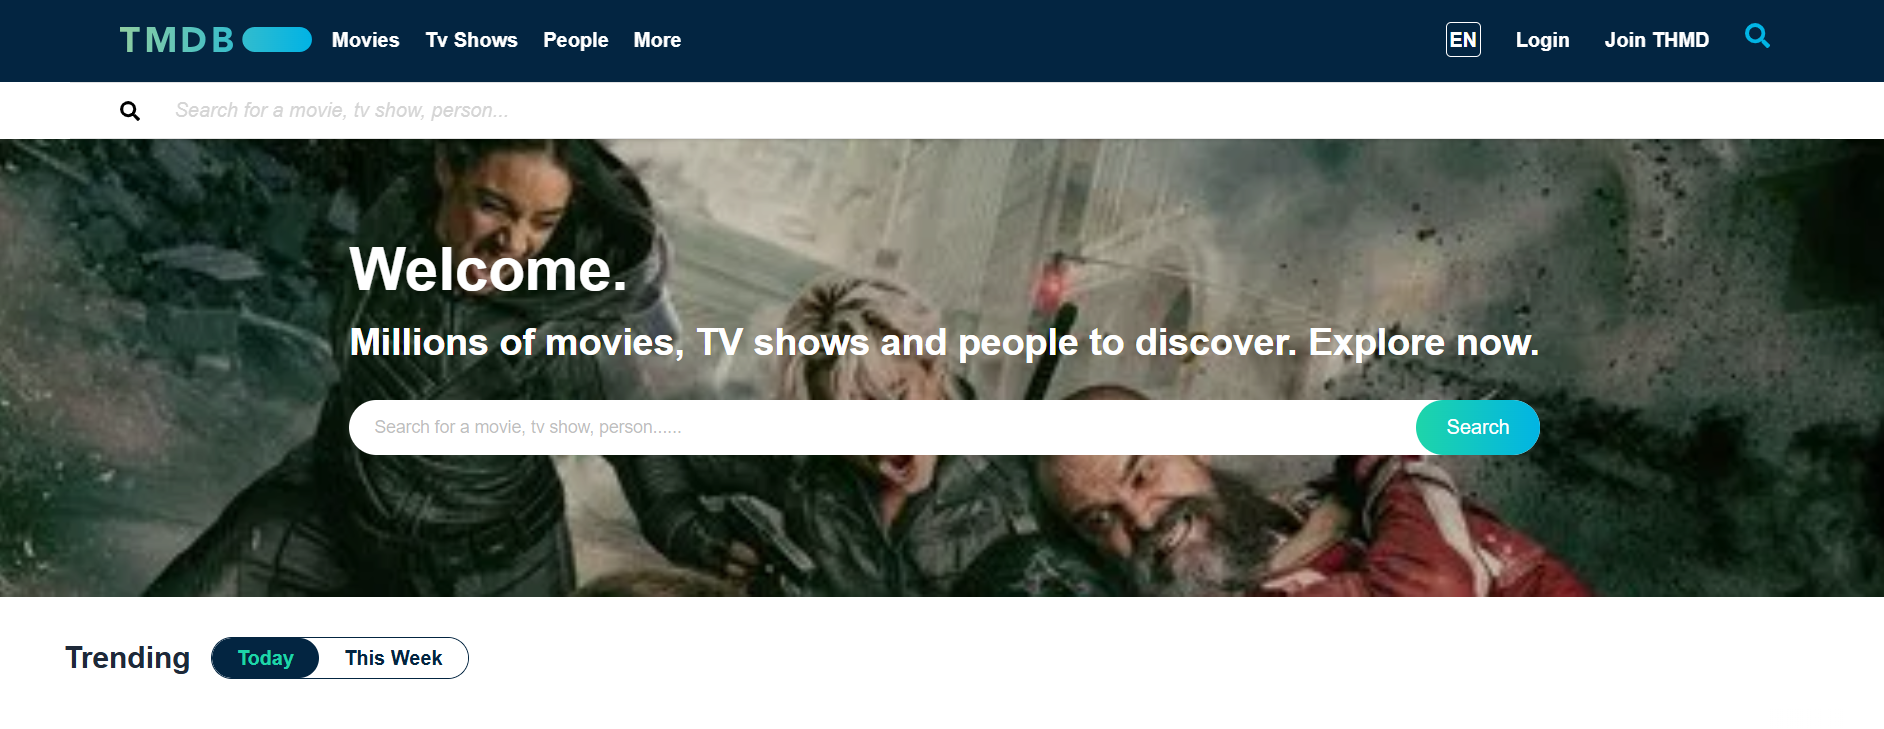 TMDB Movies Tv Shows People More EN Login Join THMD
Search for a movie, tv show, person...
Welcome.
Millions of movies, TV shows and people to discover. Explore now.
Search for a movie, tv show, person...... Search
Trending Today This Week